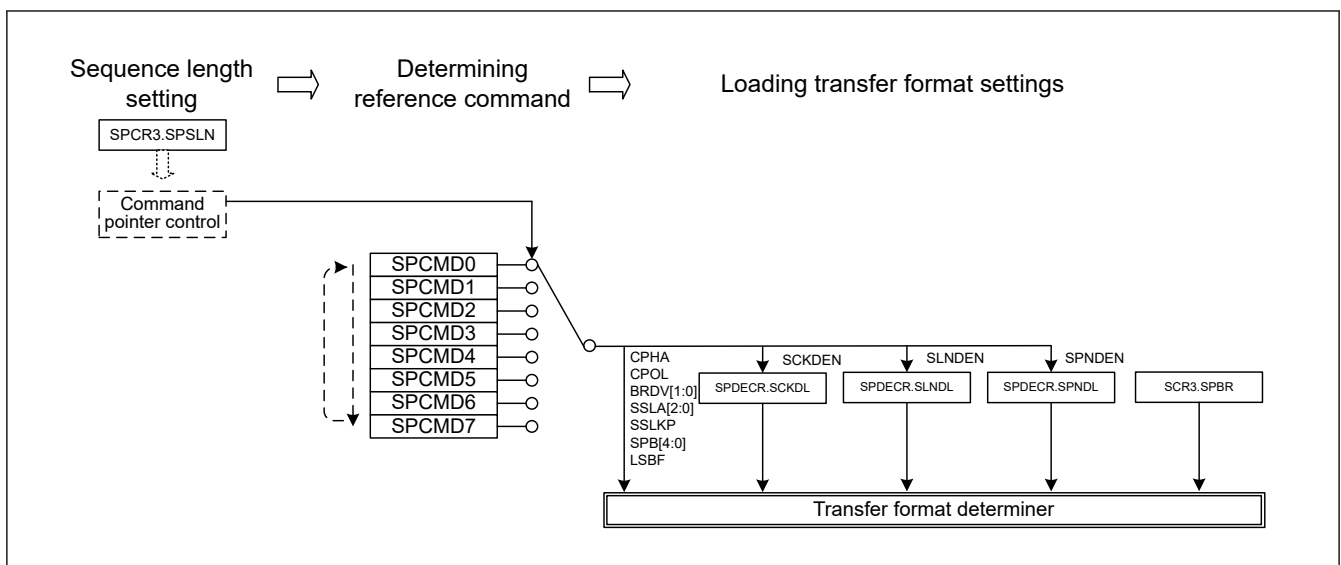 Sequence length
setting
Determining
reference command
Loading transfer format settings
SPCR3.SPSLN
Command
pointer control
SPCMD0
SPCMD1
SPCMD2
SPCMD3
SPCMD4
SPCMD5
SPCMD6
SPCMD7
CPHA
CPOL
BRDV[1:0]
SSLA[2:0]
SSLKP
SPB[4:0]
LSBF
SCKDEN
SPDECR.SCKDL
SLNDEN
SPDECR.SLNDL
SPNDEN
SPDECR.SPNDL
SCR3.SPBR
Transfer format determiner